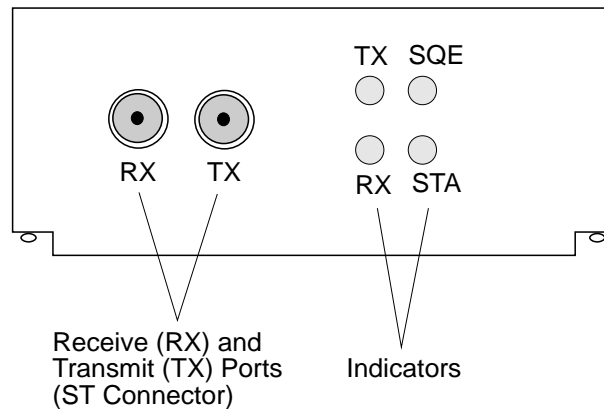 TX SQE
RX TX
RX STA
Receive (RX) and
Transmit (TX) Ports
(ST Connector)
Indicators